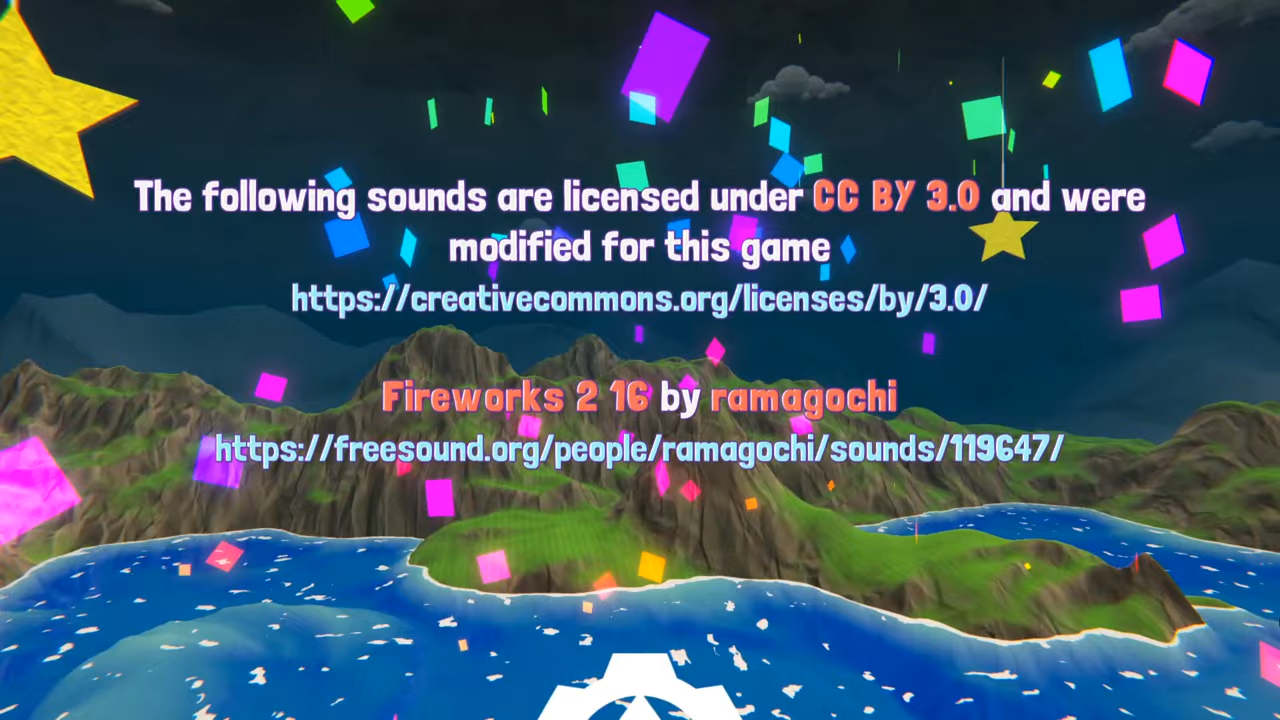 The following sounds are licensed under CC BY 3.0 and were
modified for this game
https://creativecommons.org/licenses/by/3.0/
Fireworks 2 16 by ramagochi
https://freesound.org/people/ramagochi/sounds/119647/